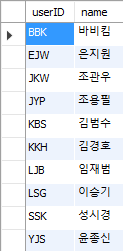 userID name
BBK 바비킴
EJW 은지원
JKW 조관우
JYP 조용필
KBS 김범수
KKH 김경호
LJB 임재범
LSG 이승기
SSK 성시경
YJS 윤종신